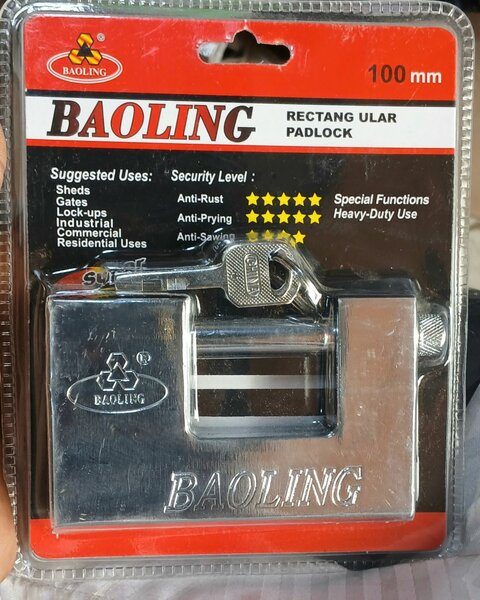 BAOLING
100 mm
BAOLING
RECTANG ULAR
PADLOCK
Suggested Uses:
Sheds
Gates
Lock-ups
Industrial
Commercial
Residential Uses
Security Level :
Anti-Rust
Anti-Prying
Anti-Sawing
Special Functions
Heavy-Duty Use
®
BAOLING
BAOLING